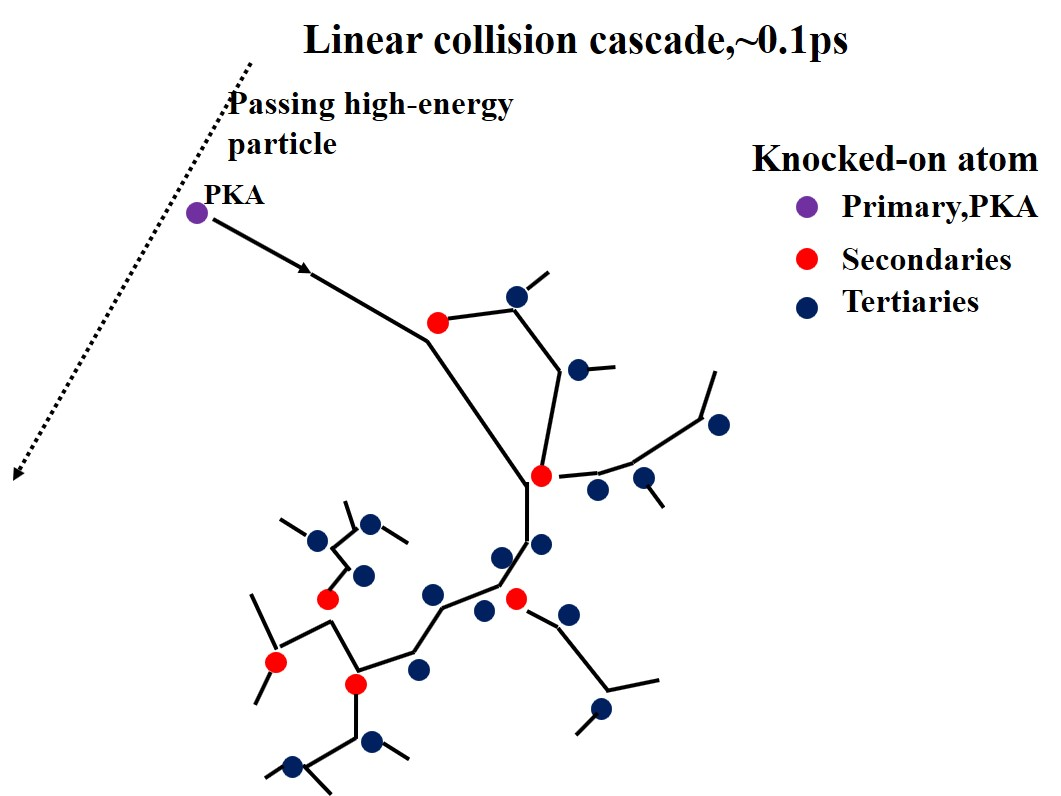 Linear collision cascade,~0.1ps
Passing high-energy
particle
PKA
Knocked-on atom
Primary,PKA
Secondaries
Tertiaries